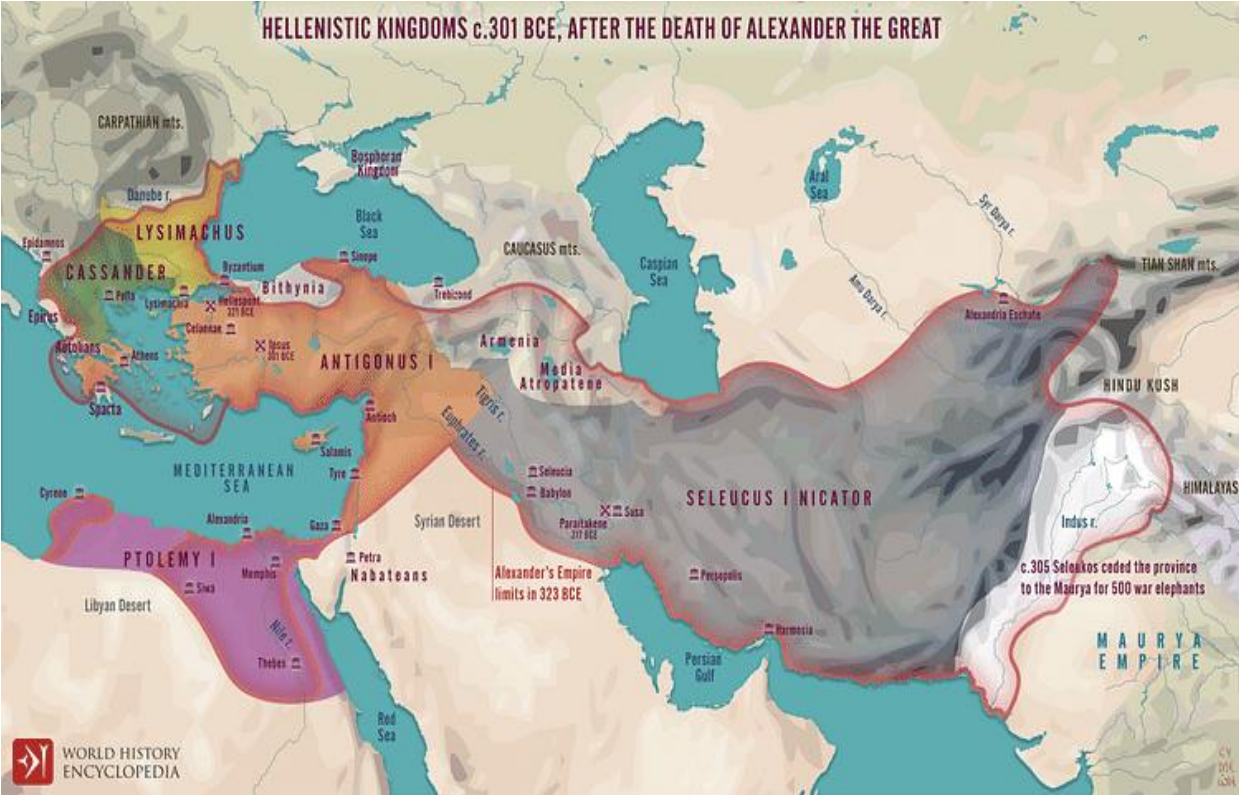 HELLENISTIC KINGDOMS c.301 BCE, AFTER THE DEATH OF ALEXANDER THE GREAT
CARPATHIAN mts.
Bosphoran
Kingdom
Aral
Sea
Danube r.
Syr Darya r.
LYSIMACHUS
Black
Sea
Epidamnos
CAUCASUS mts.
Sinope
Byzantium
CASSANDER
Caspian
Sea
TIAN SHAN mts.
Bithynia
Pella
Lysimachia
Hellespont
321 BCE
Trebizond
Amu Darya r.
Alexandria Eschate
Epirus
Celannae
Aetolians
Athens
Ipsus
301 BCE
ANTIGONUS I
Armenia
Media
Atropatene
HINDU KUSH
Sparta
Antioch
Tigris r.
Euphrates r.
Salamis
MEDITERRANEAN
SEA
Tyre
Seleucia
Babylon
SELEUCUS I NICATOR
HIMALAYAS
Cyrene
Alexandria
Gaza
Syrian Desert
Susa
Paraitakene
317 BCE
Indus r.
PTOLEMY I
Petra
Nabateans
Memphis
Siwa
Alexander's Empire
limits in 323 BCE
Persepolis
c.305 Seleukos ceded the province
to the Maurya for 500 war elephants
Libyan Desert
Nile r.
Harmosia
MAURYA
EMPIRE
Thebes
Persian
Gulf
Red
Sea
WORLD HISTORY
ENCYCLOPEDIA